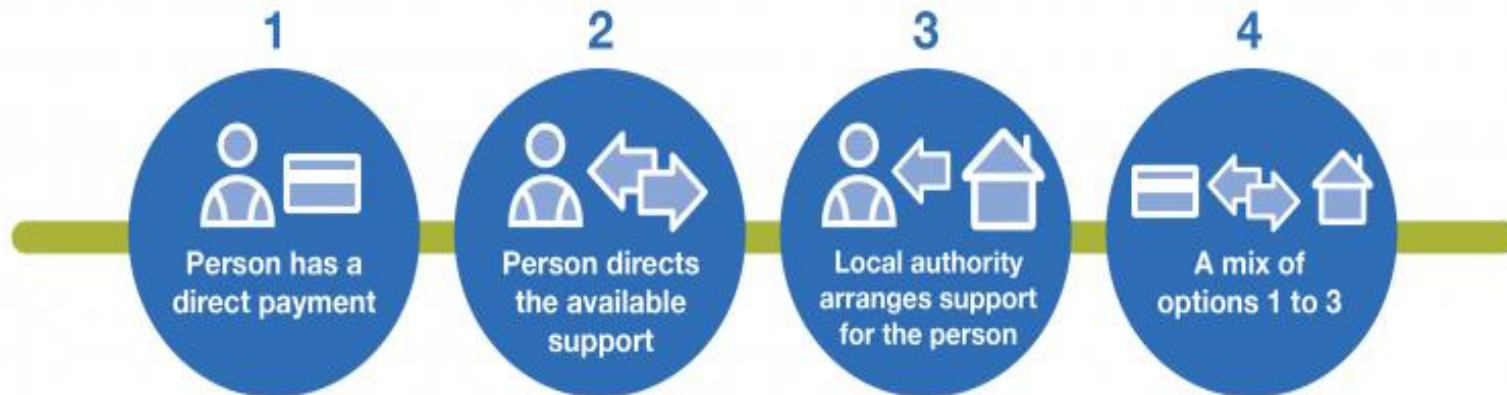 1
Person has a
direct payment
2
Person directs
the available
support
3
Local authority
arranges support
for the person
4
A mix of
options 1 to 3